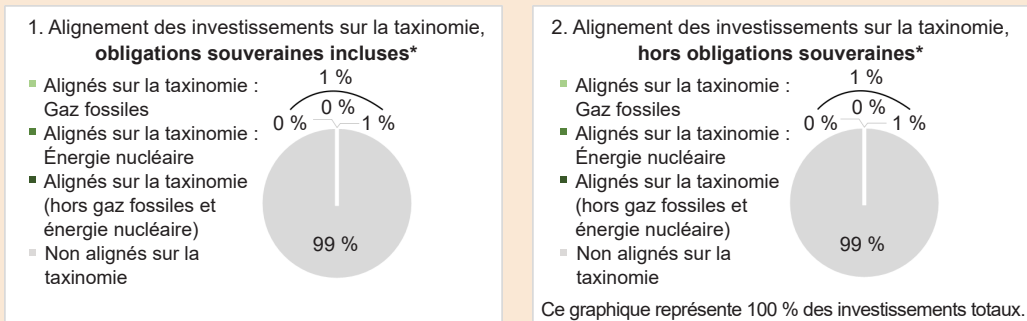 1. Alignement des investissements sur la taxinomie,
obligations souveraines incluses*
Alignés sur la taxinomie :
Gaz fossiles
Alignés sur la taxinomie :
Énergie nucléaire
Alignés sur la taxinomie
(hors gaz fossiles et
énergie nucléaire)
Non alignés sur la
taxinomie
1 %
0 %
0 %
1 %
99 %
2. Alignement des investissements sur la taxinomie,
hors obligations souveraines*
Alignés sur la taxinomie :
Gaz fossiles
Alignés sur la taxinomie :
Énergie nucléaire
Alignés sur la taxinomie
(hors gaz fossiles et
énergie nucléaire)
Non alignés sur la
taxinomie
1 %
0 %
0 %
1 %
99 %
Ce graphique représente 100 % des investissements totaux.